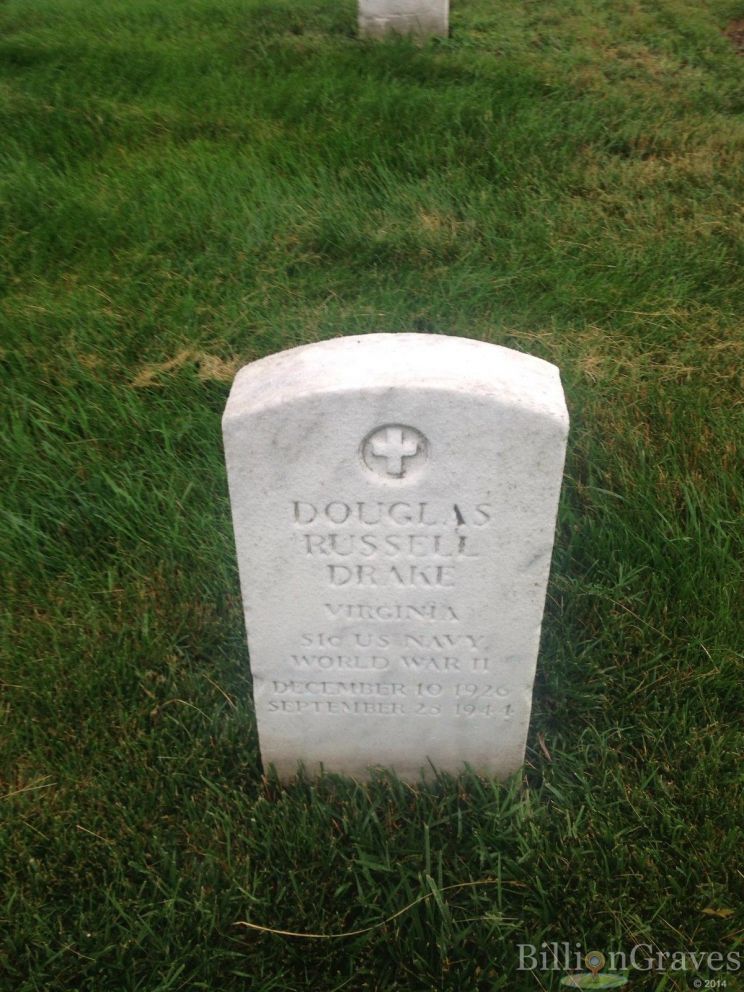 DOUGLAS
RUSSELL
DRAKE
VIRGINIA
S1C US NAVY
WORLD WAR II
DECEMBER 10 1926
SEPTEMBER 28 1944
BillionGraves
© 2014